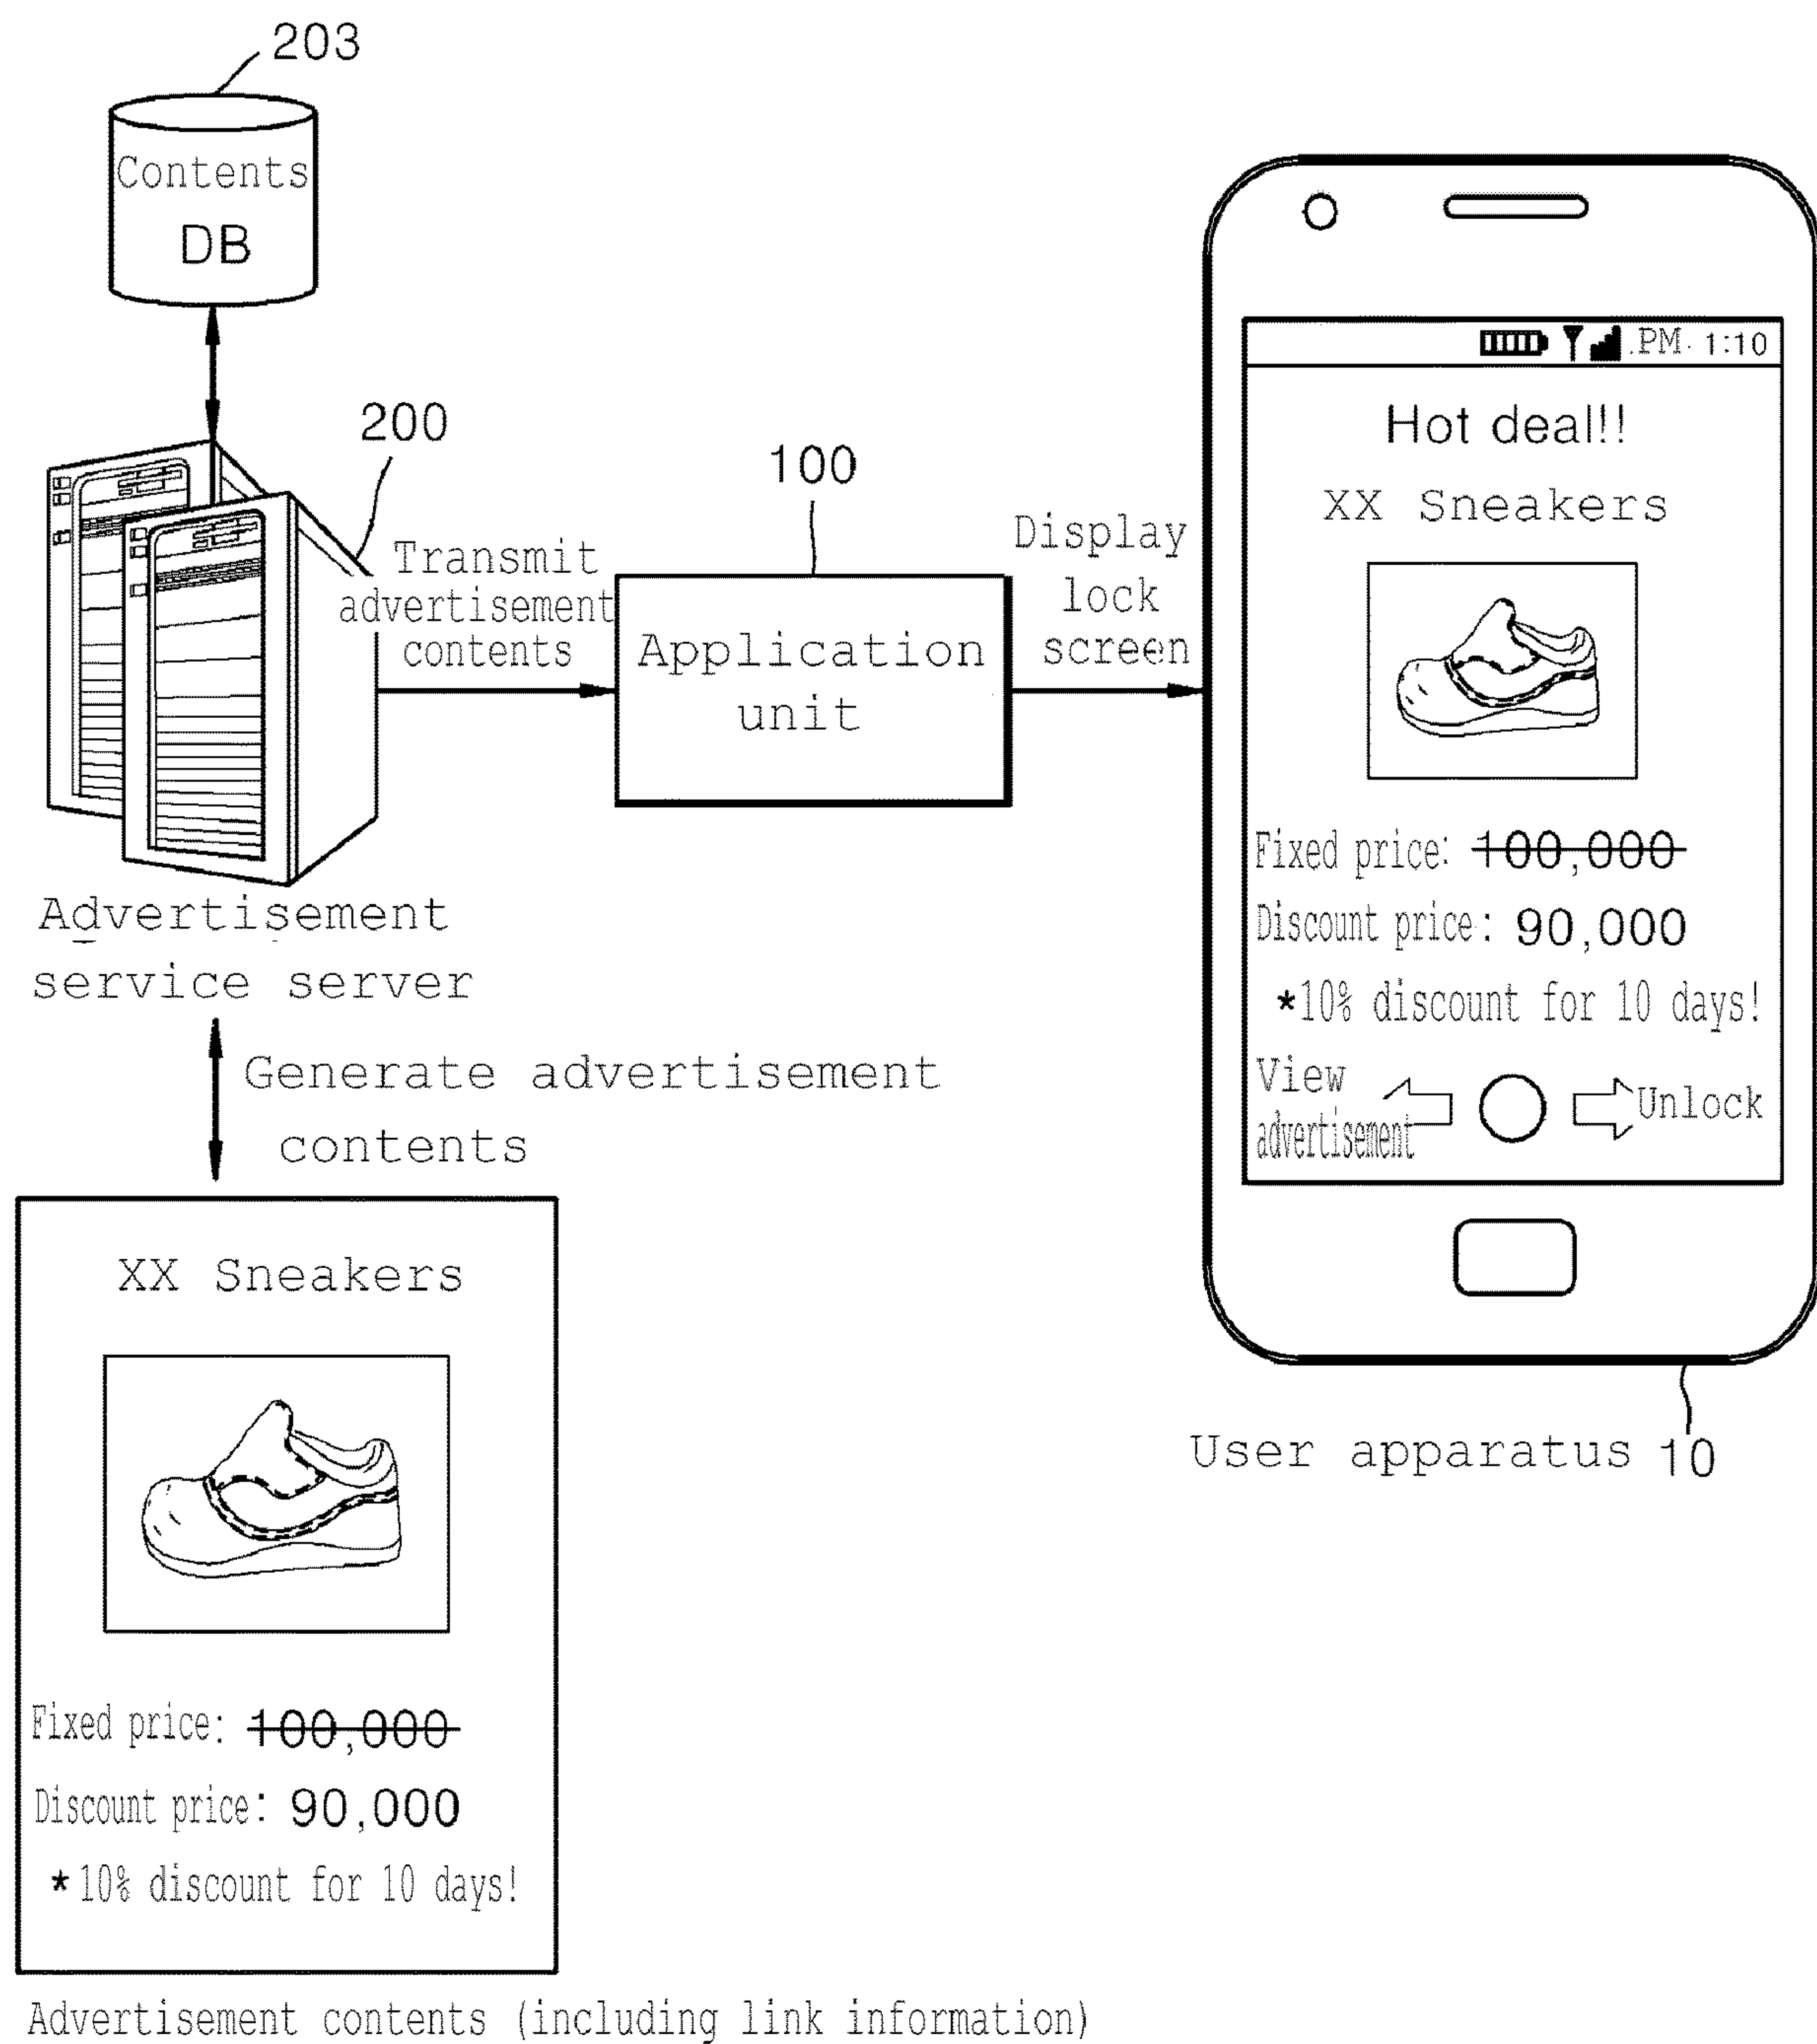 203
Contents
DB
200
100
Transmit
advertisement
contents
Application
unit
Display
lock
screen
Advertisement
service server
Generate advertisement
contents
XX Sneakers
Fixed price: 100,000
Discount price: 90,000
*10% discount for 10 days!
Advertisement contents (including link information)
.PM 1:10
Hot deal!!
XX Sneakers
Fixed price: 100,000
Discount price: 90,000
*10% discount for 10 days!
View
advertisement
Unlock
User apparatus 10